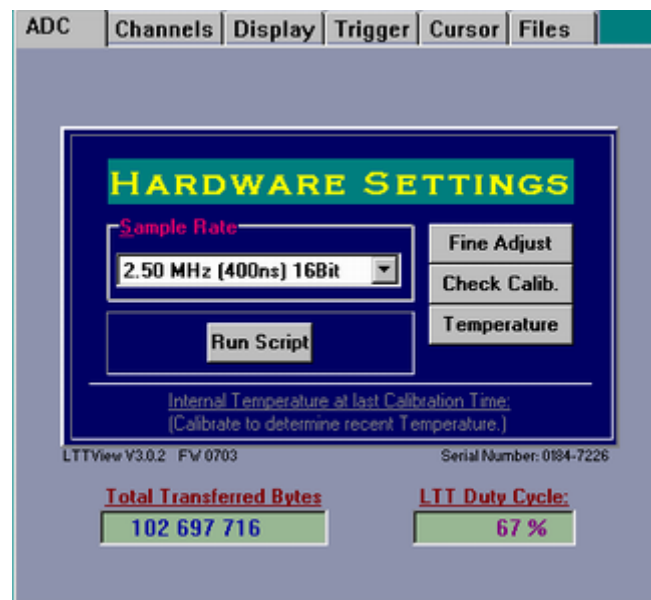 ADC Channels Display Trigger Cursor Files
HARDWARE SETTINGS
Sample Rate
2.50 MHz (400ns) 16Bit
Fine Adjust
Check Calib.
Temperature
Run Script
Internal Temperature at last Calibration Time:
(Calibrate to determine recent Temperature.)
LTTView V3.0.2 FW 0703 Serial Number: 0184-7226
Total Transferred Bytes LTT Duty Cycle:
102 697 716 67 %